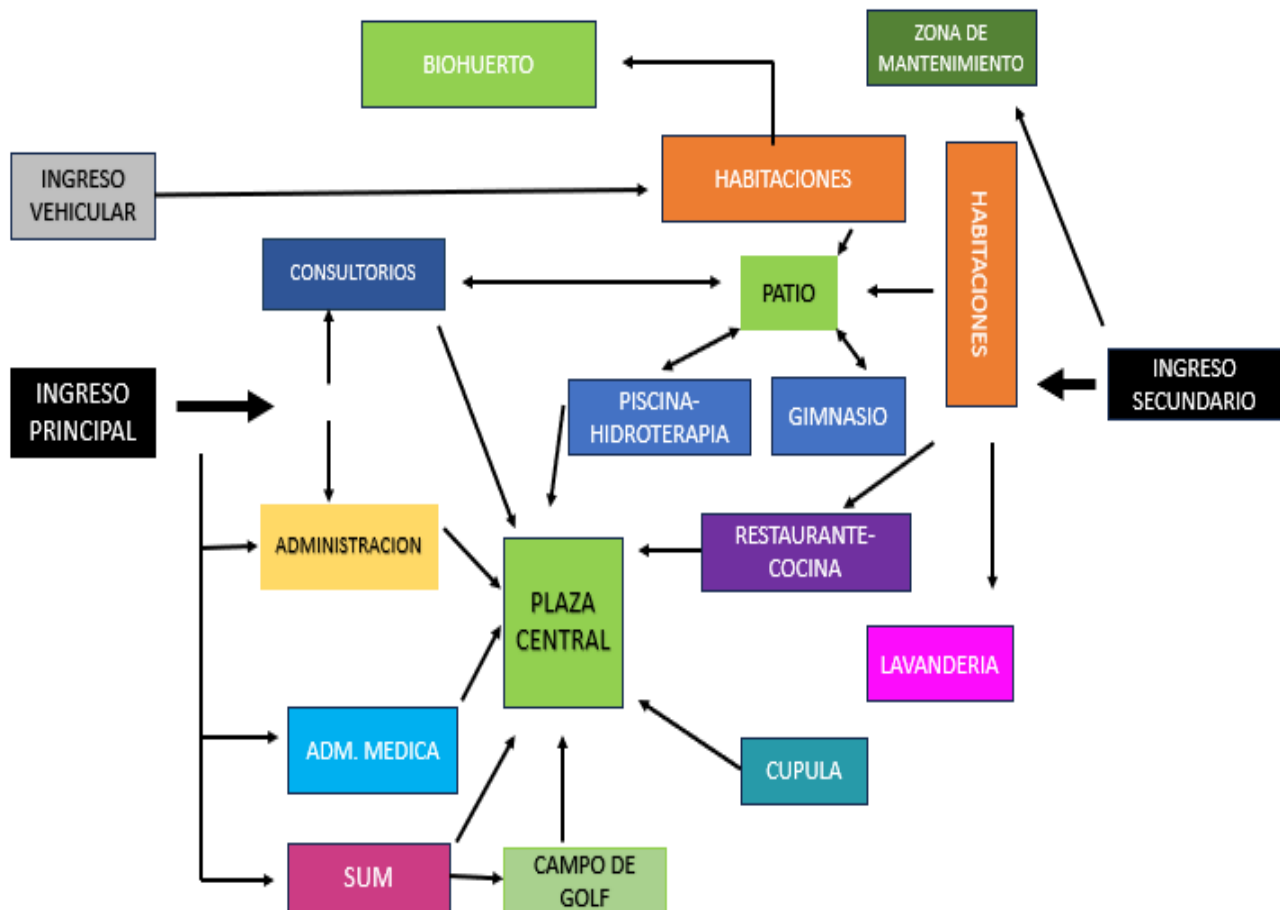 ZONA DE
MANTENIMIENTO
BIOHUERTO
INGRESO
VEHICULAR
HABITACIONES
HABITACIONES
CONSULTORIOS
PATIO
INGRESO
PRINCIPAL
PISCINA-
HIDROTERAPIA
GIMNASIO
INGRESO
SECUNDARIO
ADMINISTRACION
RESTAURANTE-
COCINA
PLAZA
CENTRAL
LAVANDERIA
ADM. MEDICA
CUPULA
SUM
CAMPO DE
GOLF